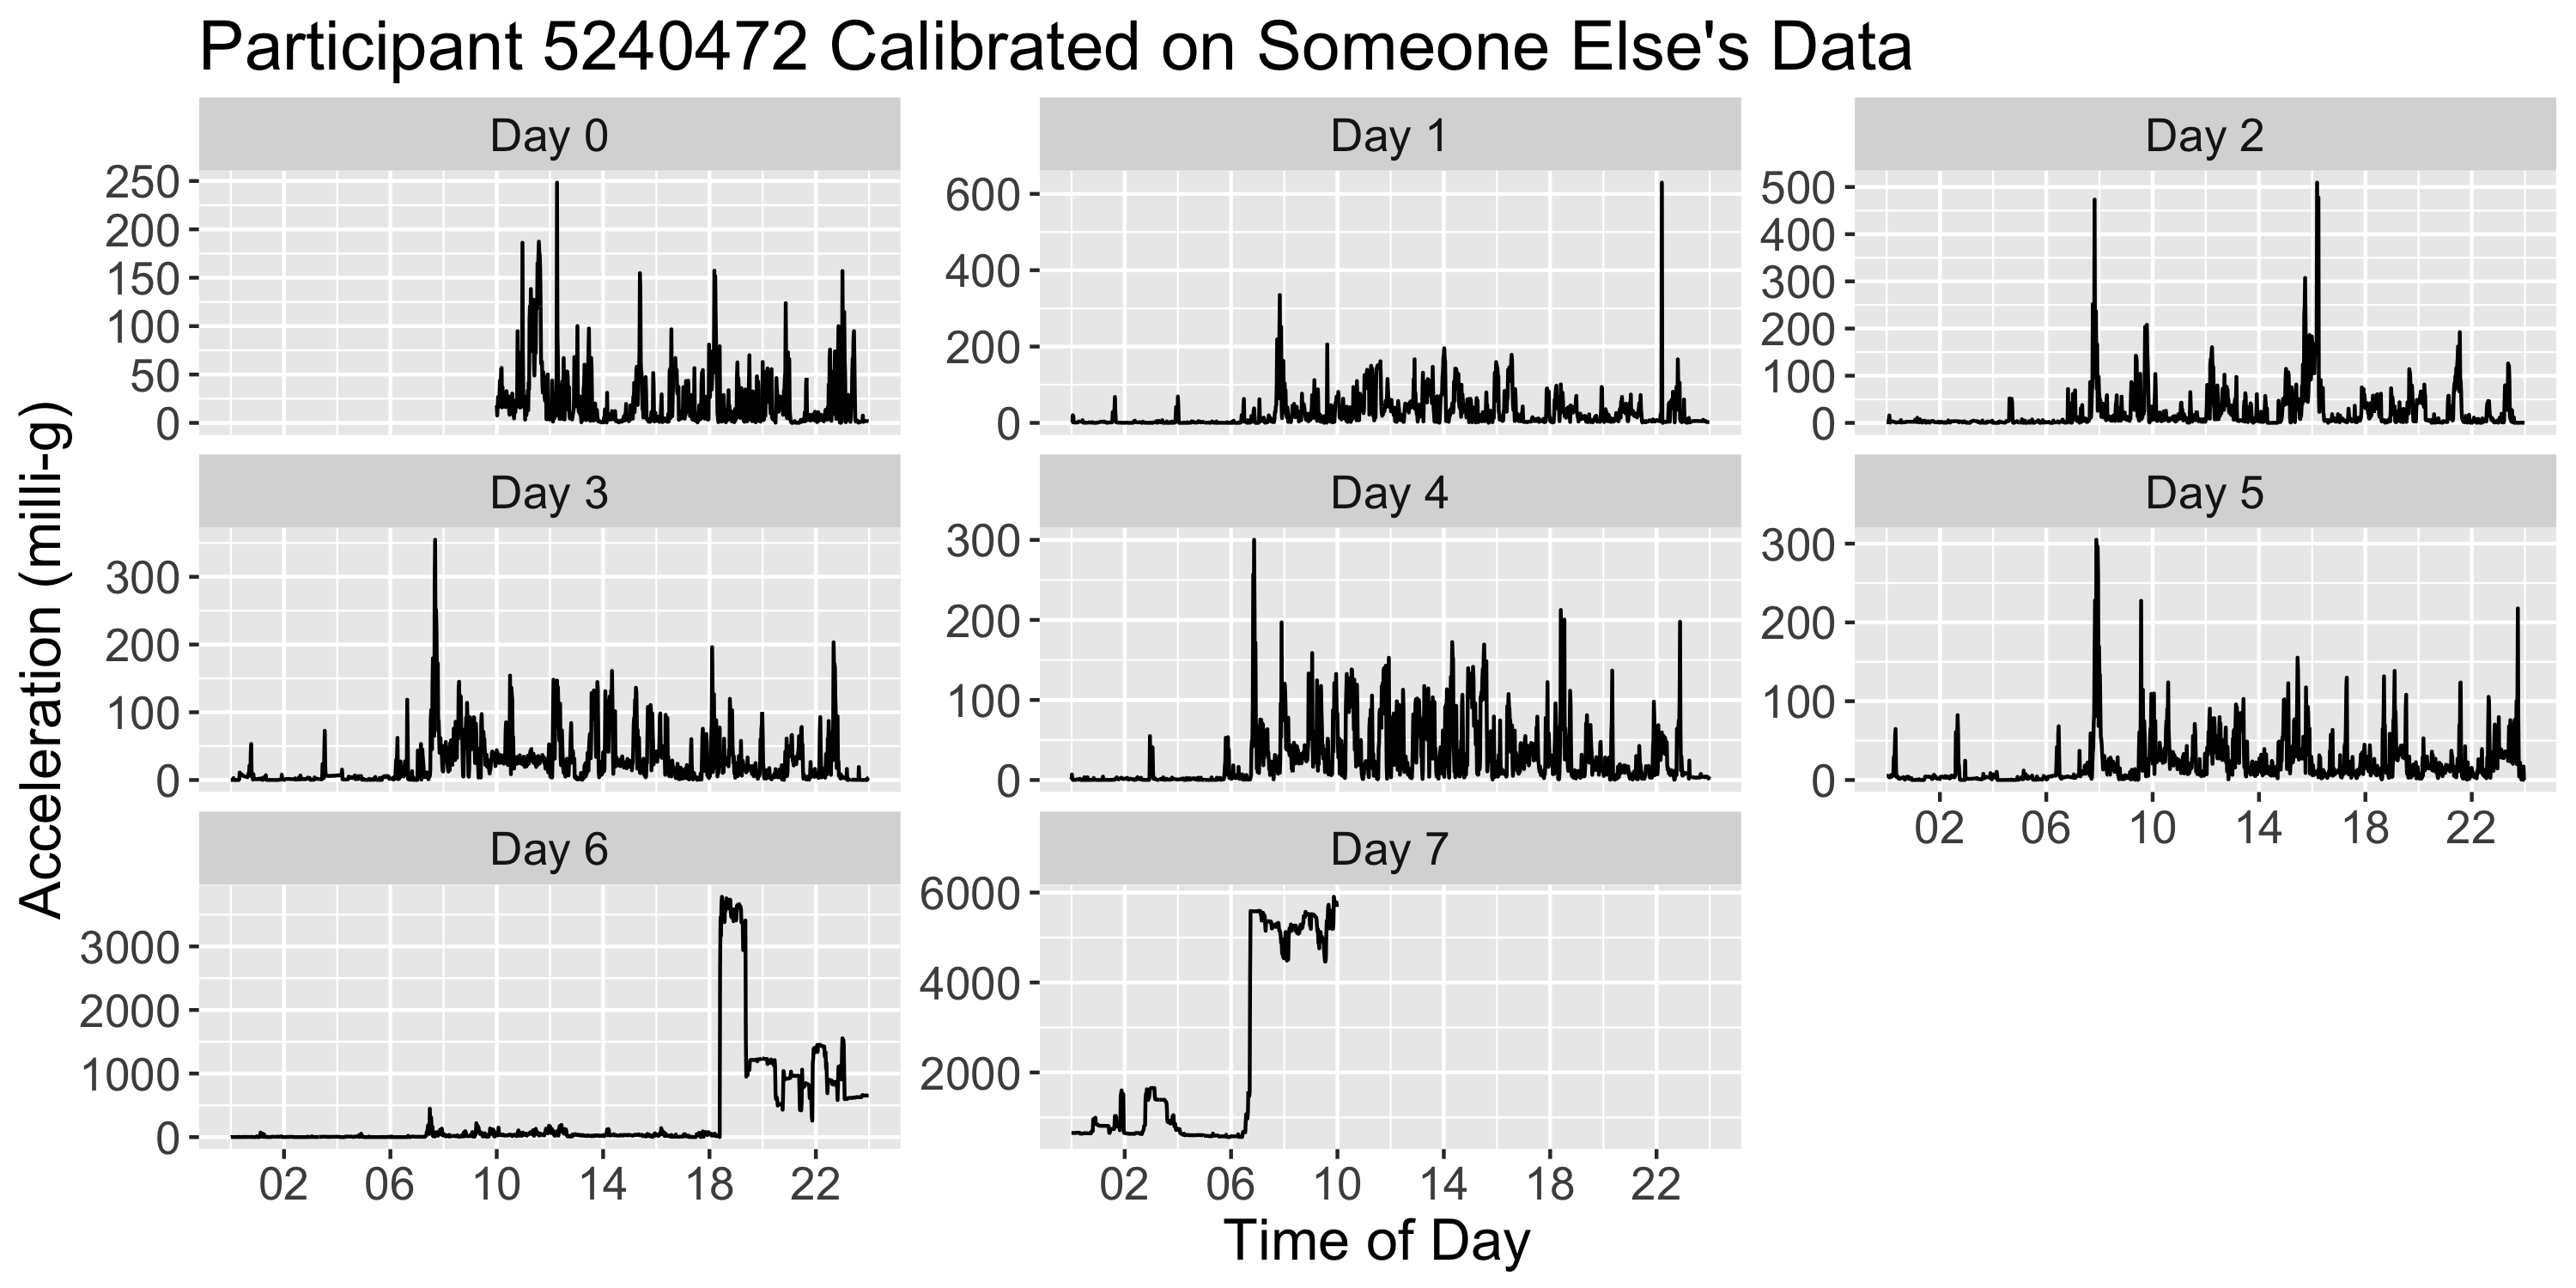 Participant 5240472 Calibrated on Someone Else's Data
Day 0
Day 1
Day 2
250
200
150
100
50
0
600
400
200
0
500
400
300
200
100
0
Day 3
Day 4
Day 5
300
200
100
0
300
200
100
0
300
200
100
0
02 06 10 14 18 22
Day 6
Day 7
3000
2000
1000
0
6000
4000
2000
02 06 10 14 18 22
02 06 10 14 18 22
Time of Day
Acceleration (milli-g)